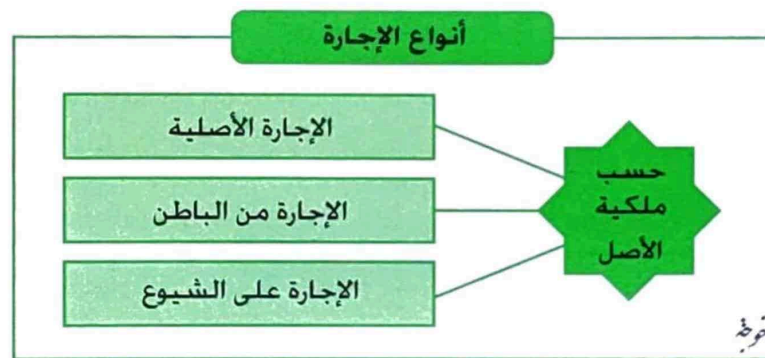 أنواع الإجارة
حسب
ملكية
الأصل
الإجارة الأصلية
الإجارة من الباطن
الإجارة على الشيوع